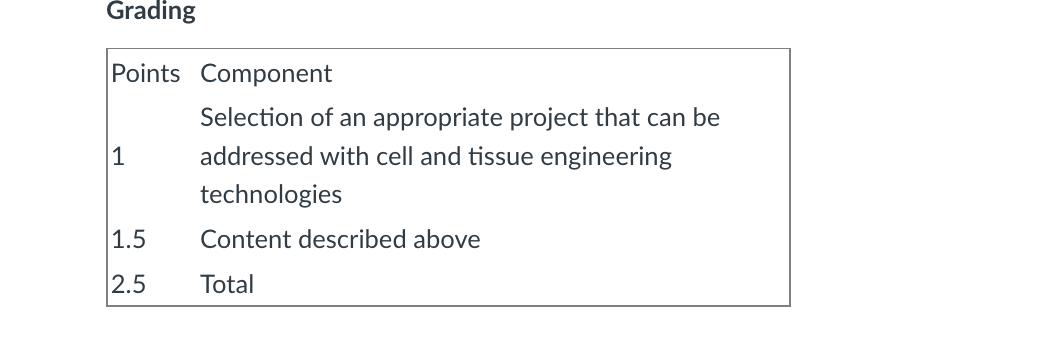 Grading
Points Component
Selection of an appropriate project that can be
1 addressed with cell and tissue engineering
technologies
1.5 Content described above
2.5 Total